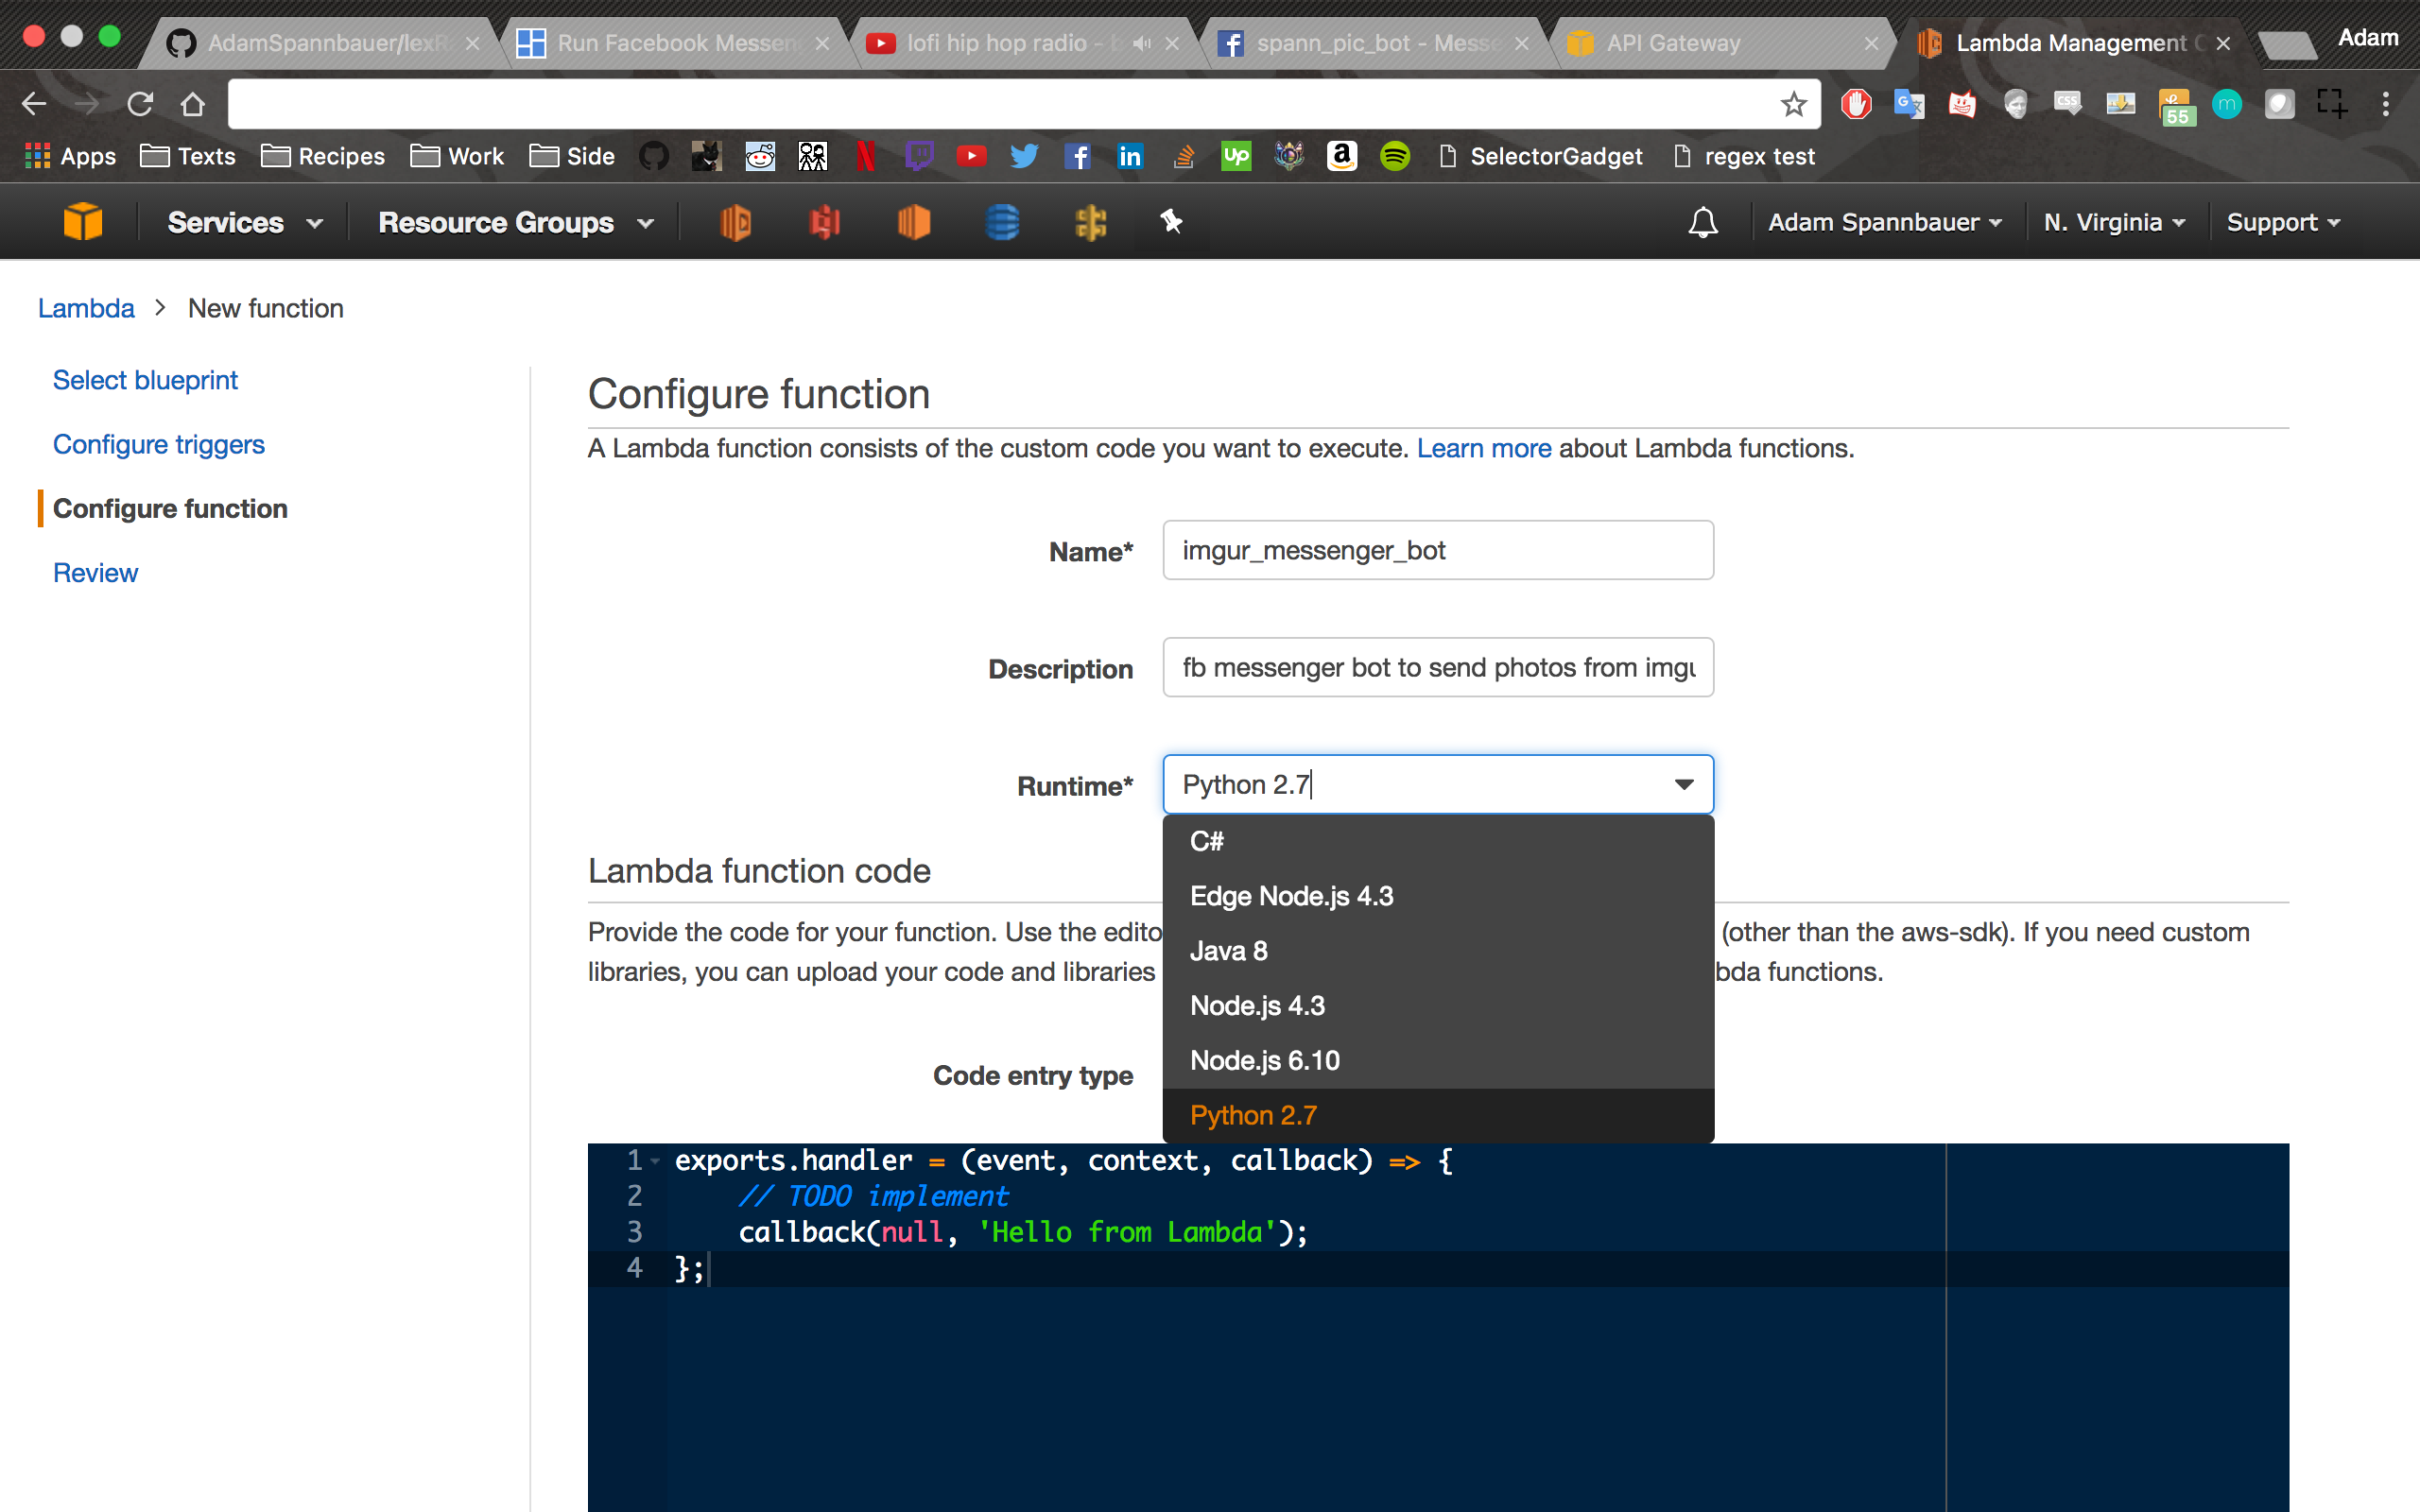 AdamSpannbauer/lexR
Run Facebook Messen
lofi hip hop radio - b
spann_pic_bot - Messe
API Gateway
Lambda Management C
Adam
Apps
Texts
Recipes
Work
Side
SelectorGadget
regex test
55
Services
Resource Groups
Adam Spannbauer
N. Virginia
Support
Lambda > New function
Select blueprint
Configure triggers
Configure function
Review
Configure function
A Lambda function consists of the custom code you want to execute. Learn more about Lambda functions.
Name* imgur_messenger_bot
Description fb messenger bot to send photos from imgu
Runtime* Python 2.7
C#
Edge Node.js 4.3
Java 8
Node.js 4.3
Node.js 6.10
Python 2.7
Lambda function code
Provide the code for your function. Use the edito (other than the aws-sdk). If you need custom
libraries, you can upload your code and libraries bda functions.
Code entry type
1 exports.handler = (event, context, callback) => {
2 // TODO implement
3 callback(null, 'Hello from Lambda');
4 };